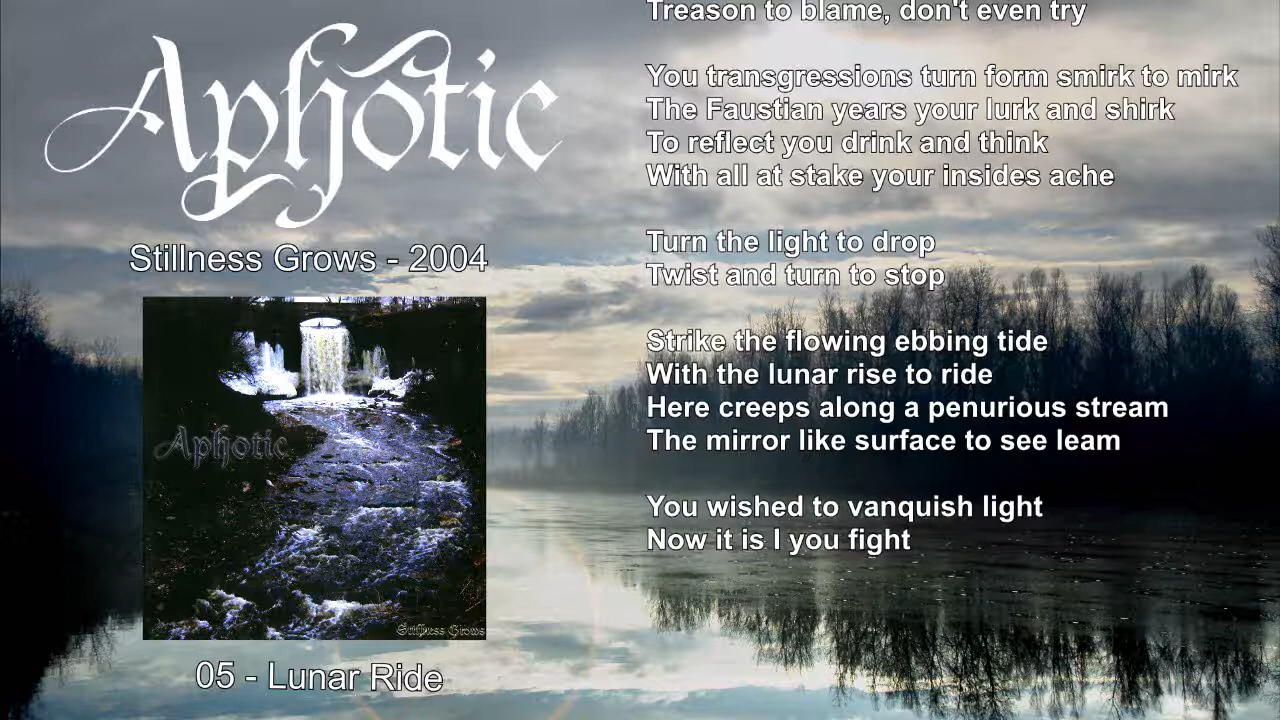 Aphotic
Stillness Grows - 2004
Aphotic
Stillness Grows
05 - Lunar Ride
Treason to blame, don't even try
You transgressions turn form smirk to mirk
The Faustian years your lurk and shirk
To reflect you drink and think
With all at stake your insides ache
Turn the light to drop
Twist and turn to stop
Strike the flowing ebbing tide
With the lunar rise to ride
Here creeps along a penurious stream
The mirror like surface to see leam
You wished to vanquish light
Now it is I you fight